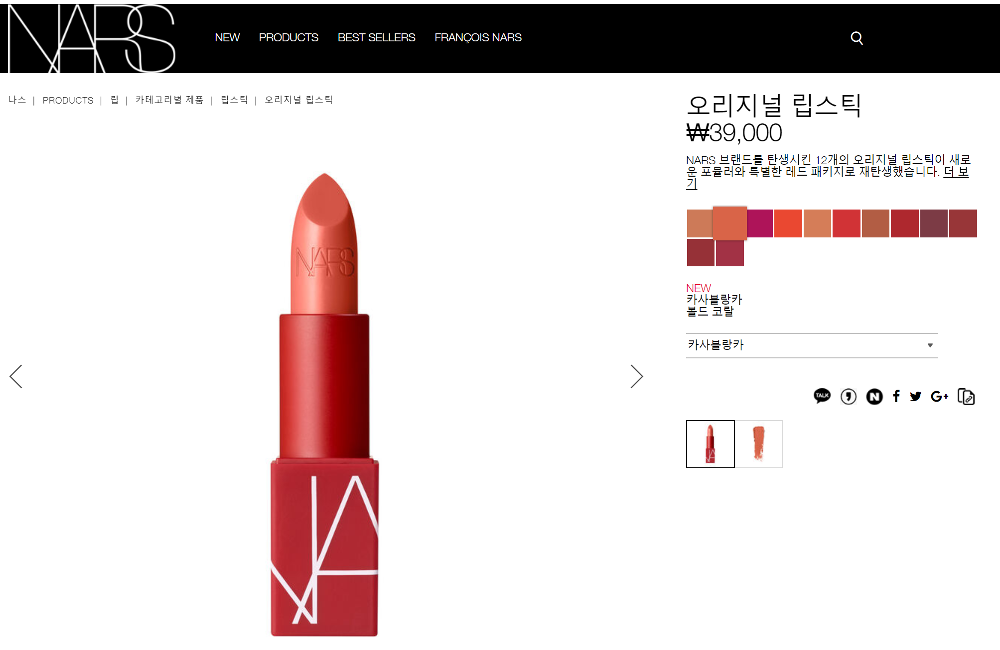 NARS
NEW PRODUCTS BEST SELLERS FRANÇOIS NARS
나스 | PRODUCTS | 립 | 카테고리별 제품 | 립스틱 | 오리지널 립스틱
오리지널 립스틱
₩39,000
NARS 브랜드를 탄생시킨 12개의 오리지널 립스틱이 새로
운 포뮬러와 특별한 레드 패키지로 재탄생했습니다. 더 보
기
NARS
NEW
카사블랑카
볼드 코랄
카사블랑카
TALK
N
f
G+
NA